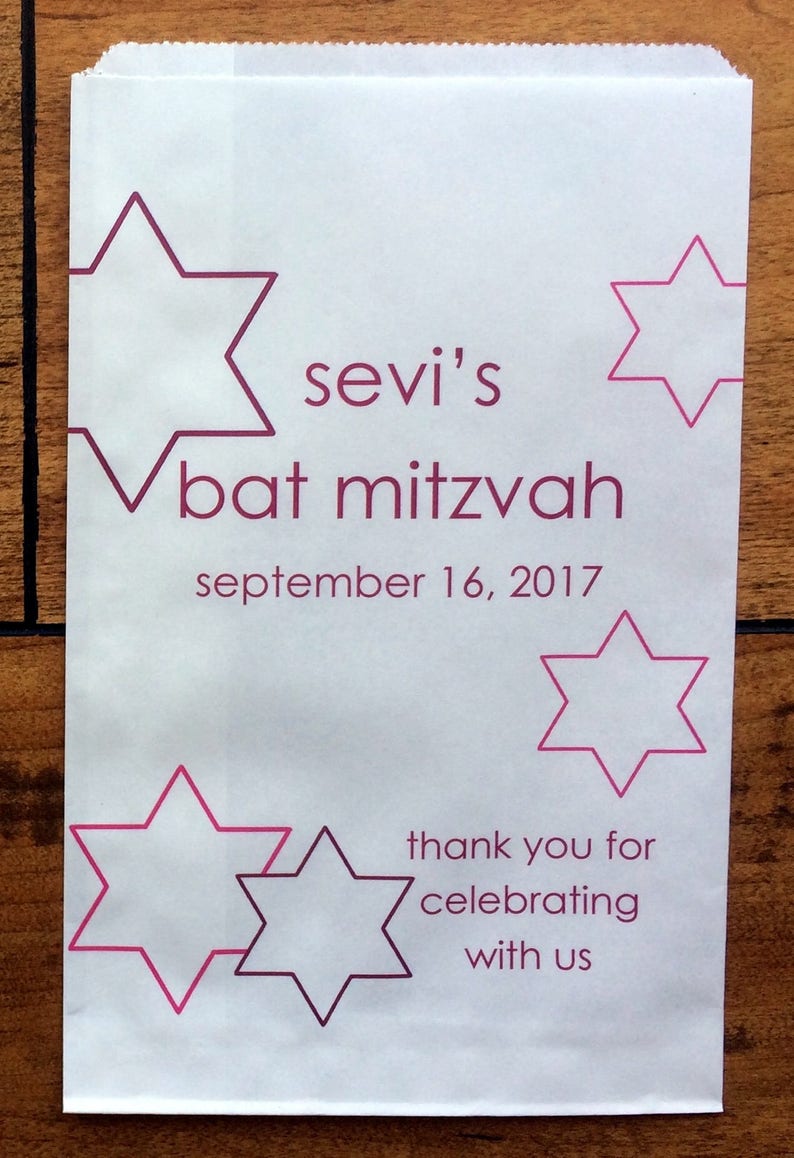 sevi's
bat mitzvah
september 16, 2017
thank you for
celebrating
with us